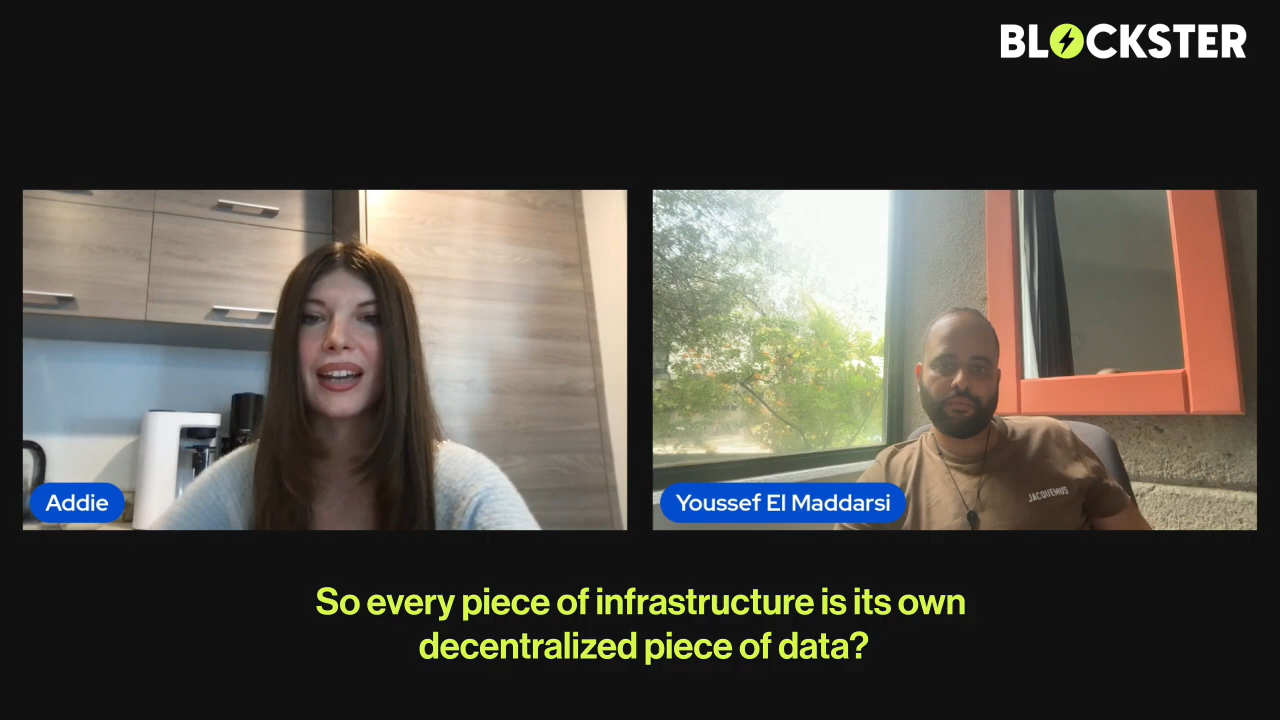 BLOCKSTER
Addie
Youssef El Maddarsi
JACQUEMUS
So every piece of infrastructure is its own
decentralized piece of data?